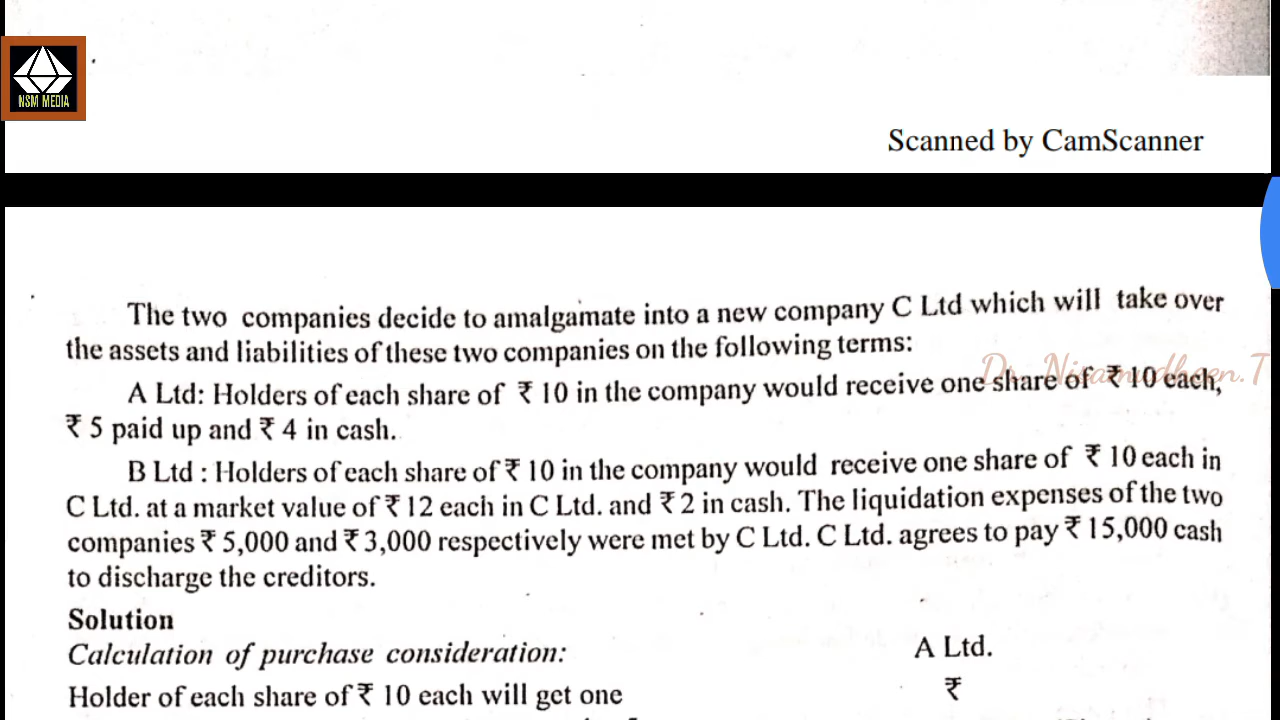 NSM MEDIA
Scanned by CamScanner
The two companies decide to amalgamate into a new company C Ltd which will take over
the assets and liabilities of these two companies on the following terms:
Dr. Nisamudheen.T
A Ltd: Holders of each share of ₹ 10 in the company would receive one share of ₹ 10 each,
₹ 5 paid up and ₹ 4 in cash.
B Ltd : Holders of each share of ₹ 10 in the company would receive one share of ₹ 10 each in
C Ltd. at a market value of ₹ 12 each in C Ltd. and ₹ 2 in cash. The liquidation expenses of the two
companies ₹ 5,000 and ₹ 3,000 respectively were met by C Ltd. C Ltd. agrees to pay ₹ 15,000 cash
to discharge the creditors.
Solution
Calculation of purchase consideration:
A Ltd.
Holder of each share of ₹ 10 each will get one
₹